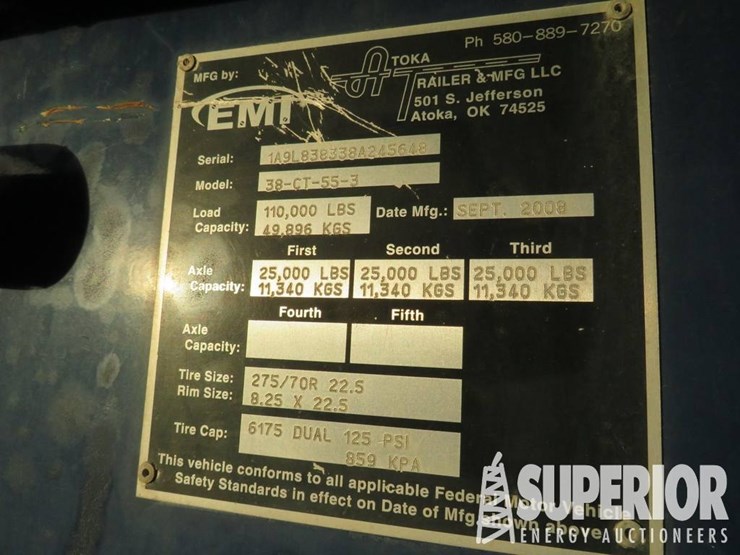 Ph 580-889-7270
MFG by:
ATOKA
TRAILER & MFG LLC
501 S. Jefferson
Atoka, OK 74525
EMI
Serial: 1A9L838338A245648
Model: 38-CT-55-3
Load Capacity: 110,000 LBS 49,896 KGS
Date Mfg.: SEPT. 2008
First Second Third
Axle Capacity: 25,000 LBS 25,000 LBS 25,000 LBS
11,340 KGS 11,340 KGS 11,340 KGS
Fourth Fifth
Axle Capacity:
Tire Size: 275/70R 22.5
Rim Size: 8.25 X 22.5
Tire Cap: 6175 DUAL 125 PSI
859 KPA
This vehicle conforms to all applicable Federal Motor Vehicle
Safety Standards in effect on Date of Mfg. shown above.
SUPERIOR
ENERGY AUCTIONEERS